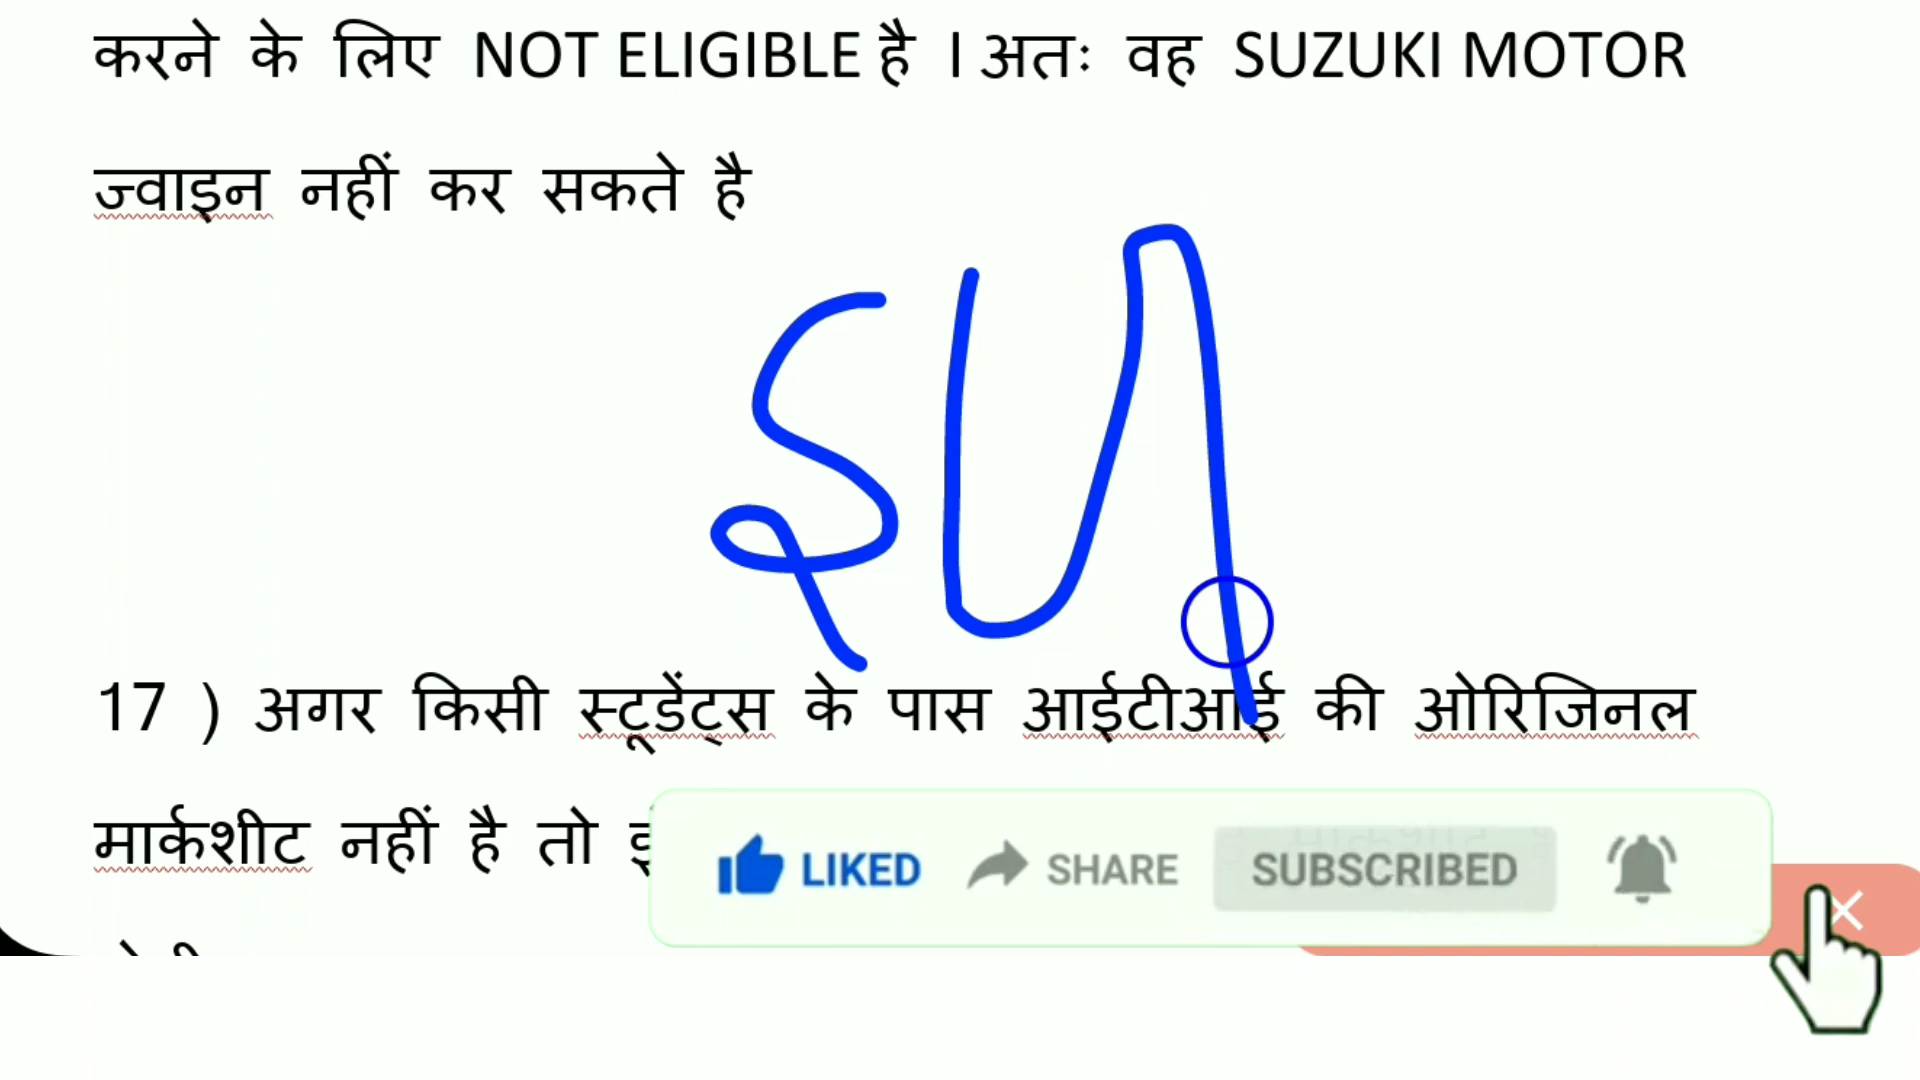 करने के लिए NOT ELIGIBLE है I अतः वह SUZUKI MOTOR
ज्वाइन नहीं कर सकते है
SU
17 ) अगर किसी स्टूडेंट्स के पास आईटीआई की ओरिजिनल
मार्कशीट नहीं है तो
LIKED SHARE SUBSCRIBED